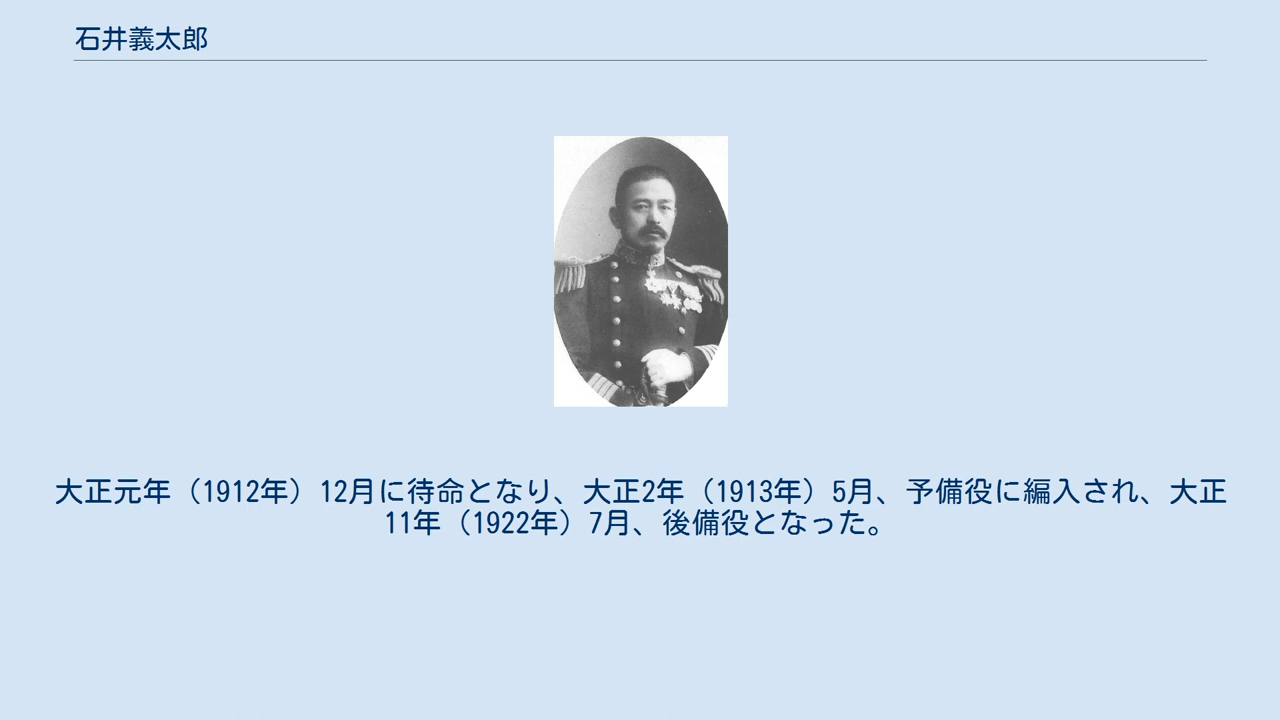 石井義太郎
大正元年（1912年）12月に待命となり、大正2年（1913年）5月、予備役に編入され、大正
11年（1922年）7月、後備役となった。